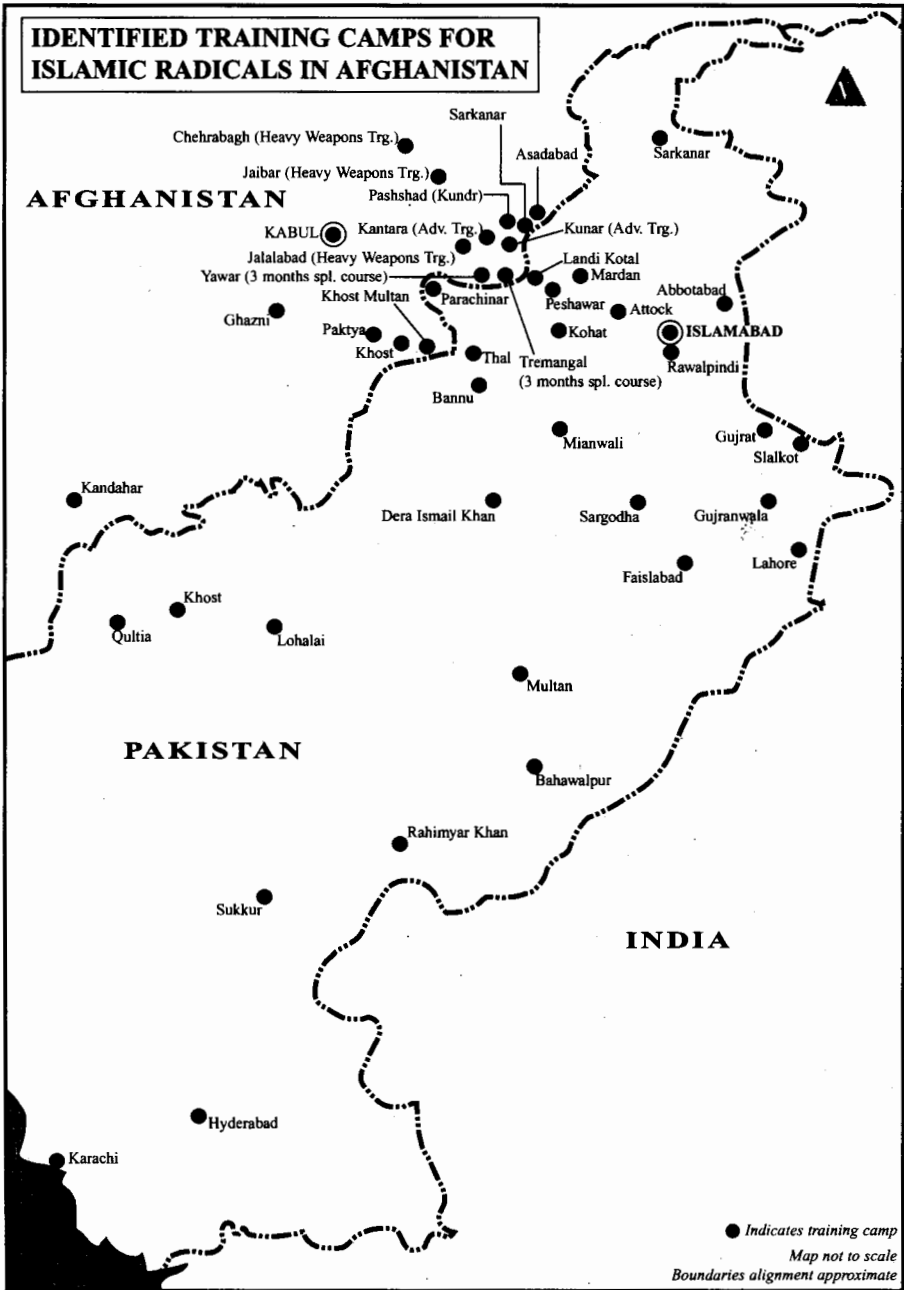 IDENTIFIED TRAINING CAMPS FOR
ISLAMIC RADICALS IN AFGHANISTAN
Sarkanar
Chehrabagh (Heavy Weapons Trg.)
Asadabad
Sarkanar
Jaibar (Heavy Weapons Trg.)
Pashshad (Kundr)
AFGHANISTAN
KABUL
Kantara (Adv. Trg.)
Kunar (Adv. Trg.)
Jalalabad (Heavy Weapons Trg.)
Landi Kotal
Yawar (3 months spl. course)
Mardan
Khost Multan
Parachinar
Peshawar
Abbotabad
Ghazni
Attock
Paktya
Kohat
ISLAMABAD
Khost
Thal
Tremangal
(3 months spl. course)
Rawalpindi
Bannu
Mianwali
Gujrat
Slalkot
Kandahar
Dera Ismail Khan
Sargodha
Gujranwala
Faislabad
Lahore
Khost
Qultia
Lohalai
Multan
PAKISTAN
Bahawalpur
Rahimyar Khan
Sukkur
INDIA
Hyderabad
Karachi
Indicates training camp
Map not to scale
Boundaries alignment approximate